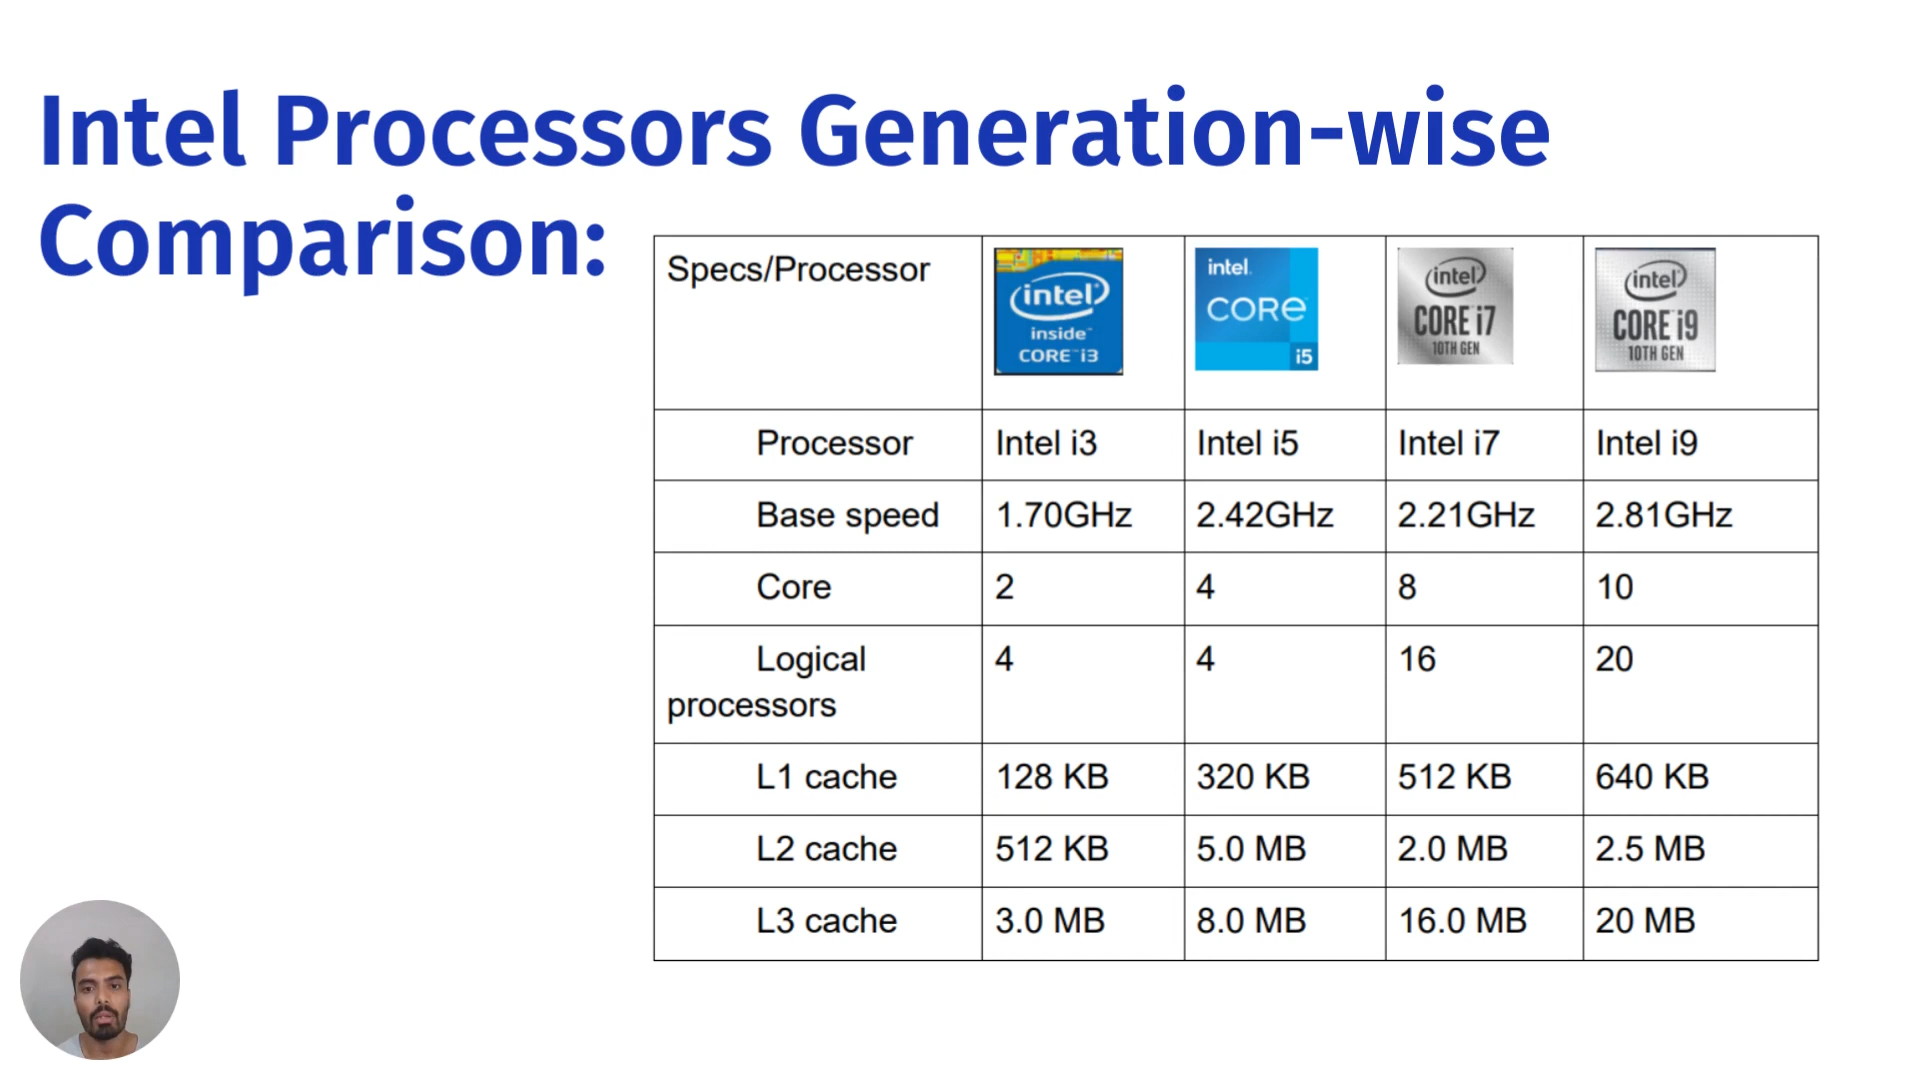 Intel Processors Generation-wise
Comparison:
Specs/Processor
intel
inside™
CORE™i3
intel.
CORE
i5
intel
CORE i7
10TH GEN
intel
CORE i9
10TH GEN
Processor Intel i3 Intel i5 Intel i7 Intel i9
Base speed 1.70GHz 2.42GHz 2.21GHz 2.81GHz
Core 2 4 8 10
Logical 4 4 16 20
processors
L1 cache 128 KB 320 KB 512 KB 640 KB
L2 cache 512 KB 5.0 MB 2.0 MB 2.5 MB
L3 cache 3.0 MB 8.0 MB 16.0 MB 20 MB